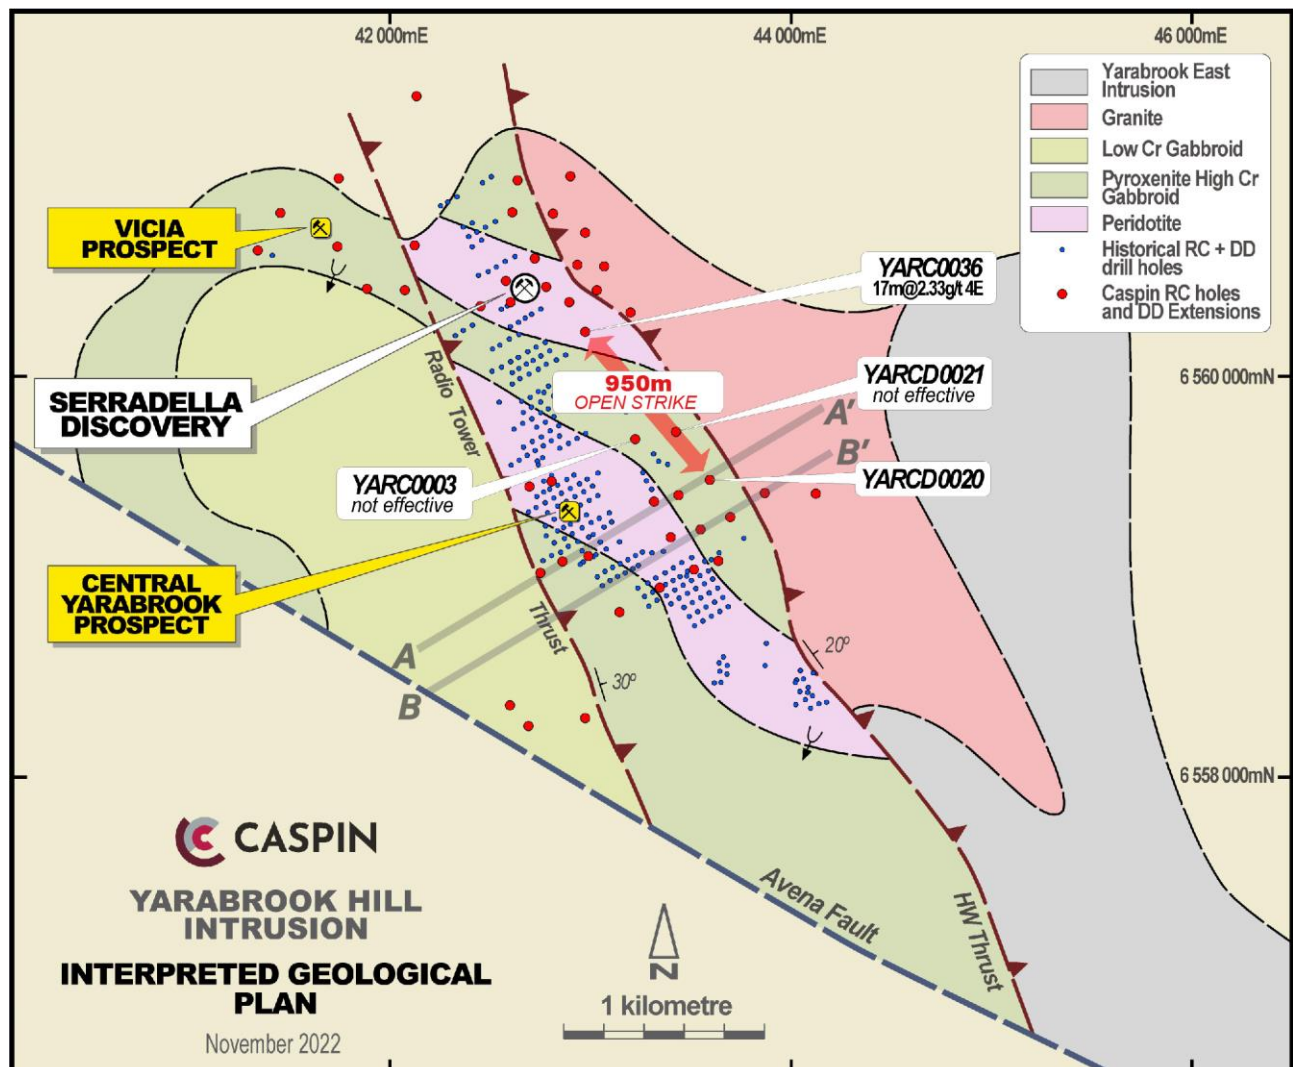 42 000mE
44 000mE
46 000mE
Yarabrook East
Intrusion
Granite
Low Cr Gabbroid
Pyroxenite High Cr
Gabbroid
Peridotite
Historical RC + DD
drill holes
Caspin RC holes
and DD Extensions
VICIA
PROSPECT
YARC0036
17m@2.33g/t 4E
Radio Tower
Thrust
950m
OPEN STRIKE
YARCD0021
not effective
6 560 000mN
SERRADELLA
DISCOVERY
A'
B'
YARC0003
not effective
YARCD0020
CENTRAL
YARABROOK
PROSPECT
A
B
20º
30º
6 558 000mN
CASPIN
YARABROOK HILL
INTRUSION
INTERPRETED GEOLOGICAL
PLAN
November 2022
N
1 kilometre
Avena Fault
HW Thrust